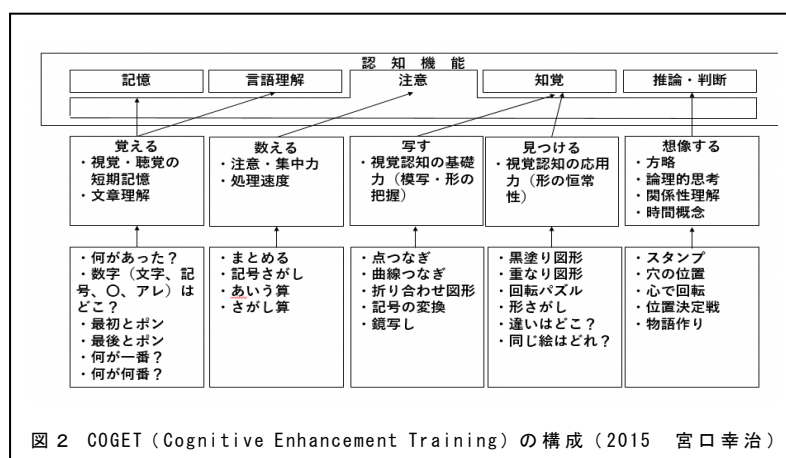 認知機能
記憶
言語理解
注意
知覚
推論・判断
覚える
・視覚・聴覚の
短期記憶
・文章理解
数える
・注意・集中力
・処理速度
写す
・視覚認知の基礎
力（模写・形の
把握）
見つける
・視覚認知の応用
力（形の恒常
性）
想像する
・方略
・論理的思考
・関係性理解
・時間概念
・何があった？
・数字（文字、記
号、〇、アレ）は
どこ？
・最初とポン
・最後とポン
・何が一番？
・何が何番？
・まとめる
・記号さがし
・あいう算
・さがし算
・点つなぎ
・曲線つなぎ
・折り合わせ図形
・記号の変換
・鏡写し
・黒塗り図形
・重なり図形
・回転パズル
・形さがし
・違いはどこ？
・同じ絵はどれ？
・スタンプ
・穴の位置
・心で回転
・位置決定戦
・物語作り
図２ COGET（Cognitive Enhancement Training）の構成（2015 宮口幸治）